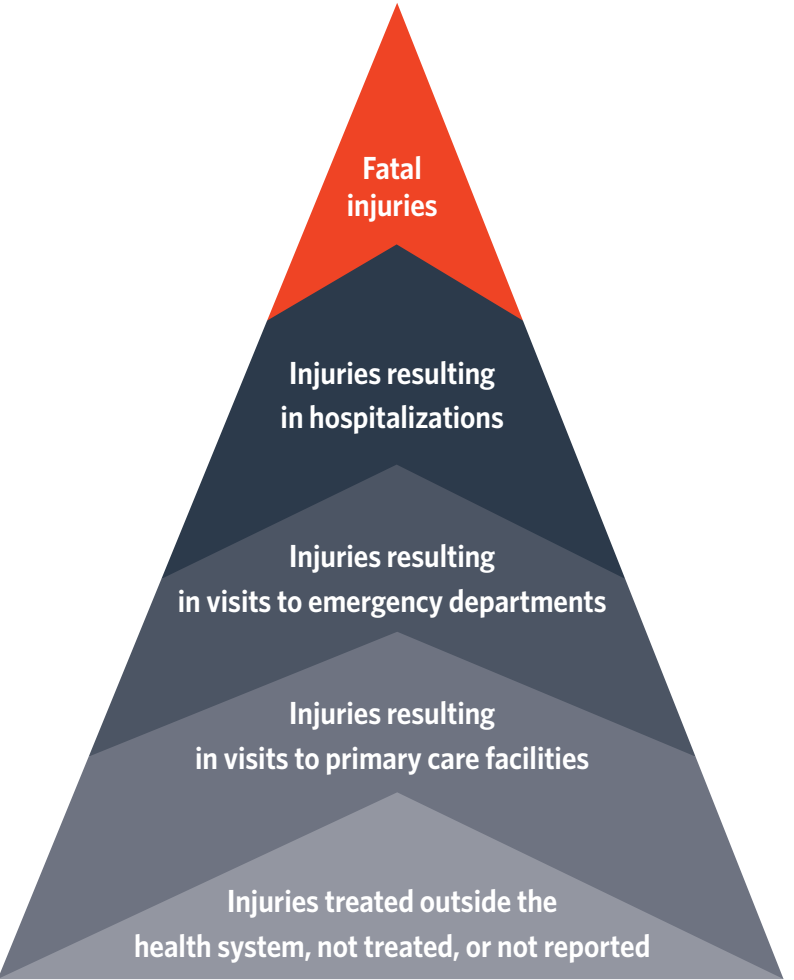 Fatal
injuries
Injuries resulting
in hospitalizations
Injuries resulting
in visits to emergency departments
Injuries resulting
in visits to primary care facilities
Injuries treated outside the
health system, not treated, or not reported